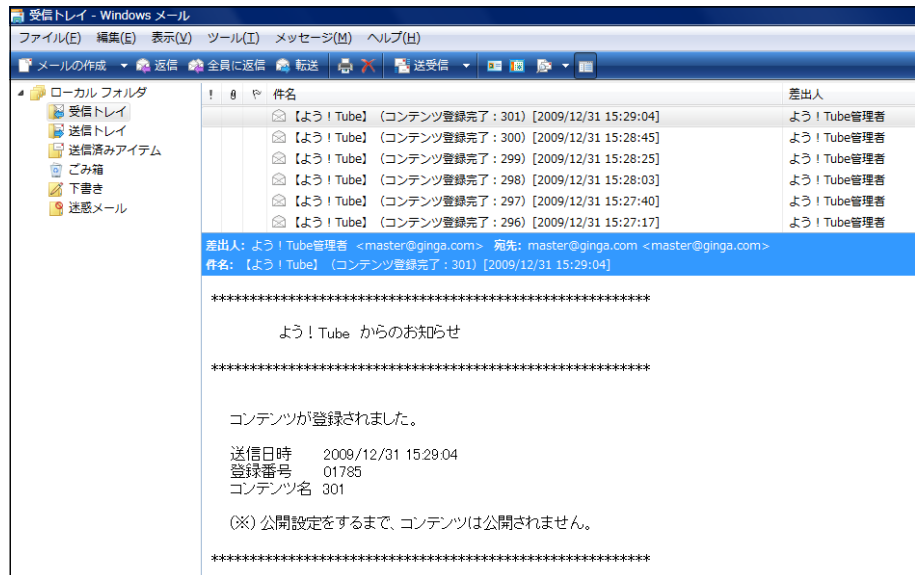 受信トレイ - Windows メール
ファイル(F) 編集(E) 表示(V) ツール(T) メッセージ(M) ヘルプ(H)
メールの作成 返信 全員に返信 転送 送受信
ローカル フォルダ
受信トレイ
送信トレイ
送信済みアイテム
ごみ箱
下書き
迷惑メール
! 件名 差出人
【よう！Tube】（コンテンツ登録完了：301）[2009/12/31 15:29:04] よう！Tube管理者
【よう！Tube】（コンテンツ登録完了：300）[2009/12/31 15:28:45] よう！Tube管理者
【よう！Tube】（コンテンツ登録完了：299）[2009/12/31 15:28:25] よう！Tube管理者
【よう！Tube】（コンテンツ登録完了：298）[2009/12/31 15:28:03] よう！Tube管理者
【よう！Tube】（コンテンツ登録完了：297）[2009/12/31 15:27:40] よう！Tube管理者
【よう！Tube】（コンテンツ登録完了：296）[2009/12/31 15:27:17] よう！Tube管理者
差出人: よう！Tube管理者 <master@ginga.com> 宛先: master@ginga.com <master@ginga.com>
件名: 【よう！Tube】（コンテンツ登録完了：301）[2009/12/31 15:29:04]
*********************************************************
よう！Tube からのお知らせ
*********************************************************
コンテンツが登録されました。
送信日時 2009/12/31 15:29:04
登録番号 01785
コンテンツ名 301
(※) 公開設定をするまで、コンテンツは公開されません。
*********************************************************